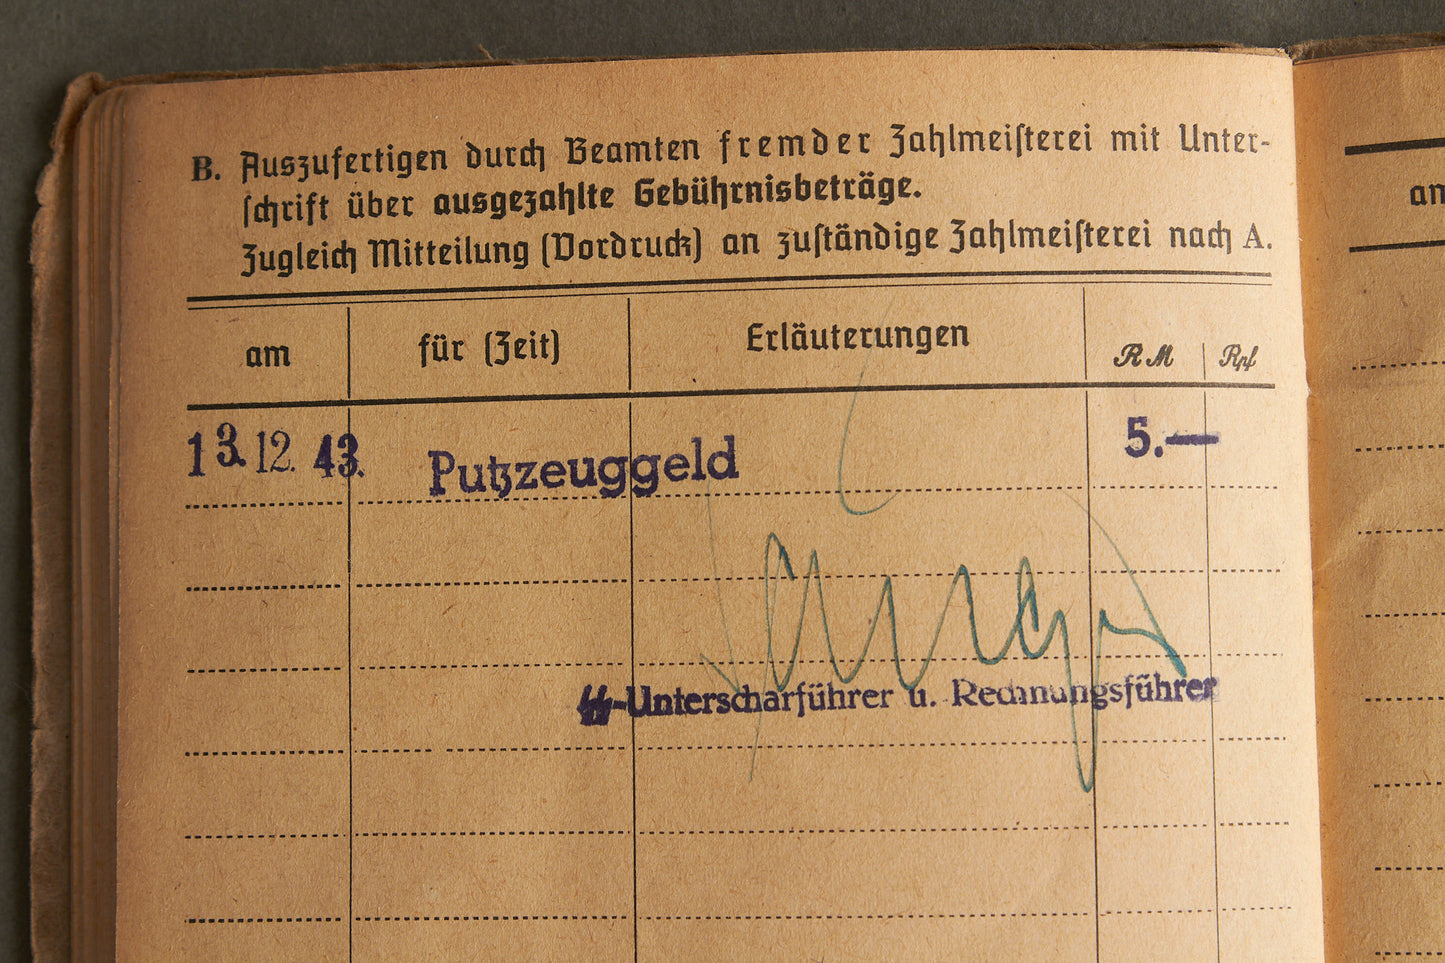 B. Auszufertigen durch Beamten fremder Zahlmeisterei mit Unter-
schrift über ausgezahlte Gebührnisbeträge.
Zugleich Mitteilung (Vordruck) an zuständige Zahlmeisterei nach A.
am für (Zeit) Erläuterungen RM Rpf
13.12.43. Putzzeuggeld 5.—
SS-Unterscharführer u. Rechnungsführer
an